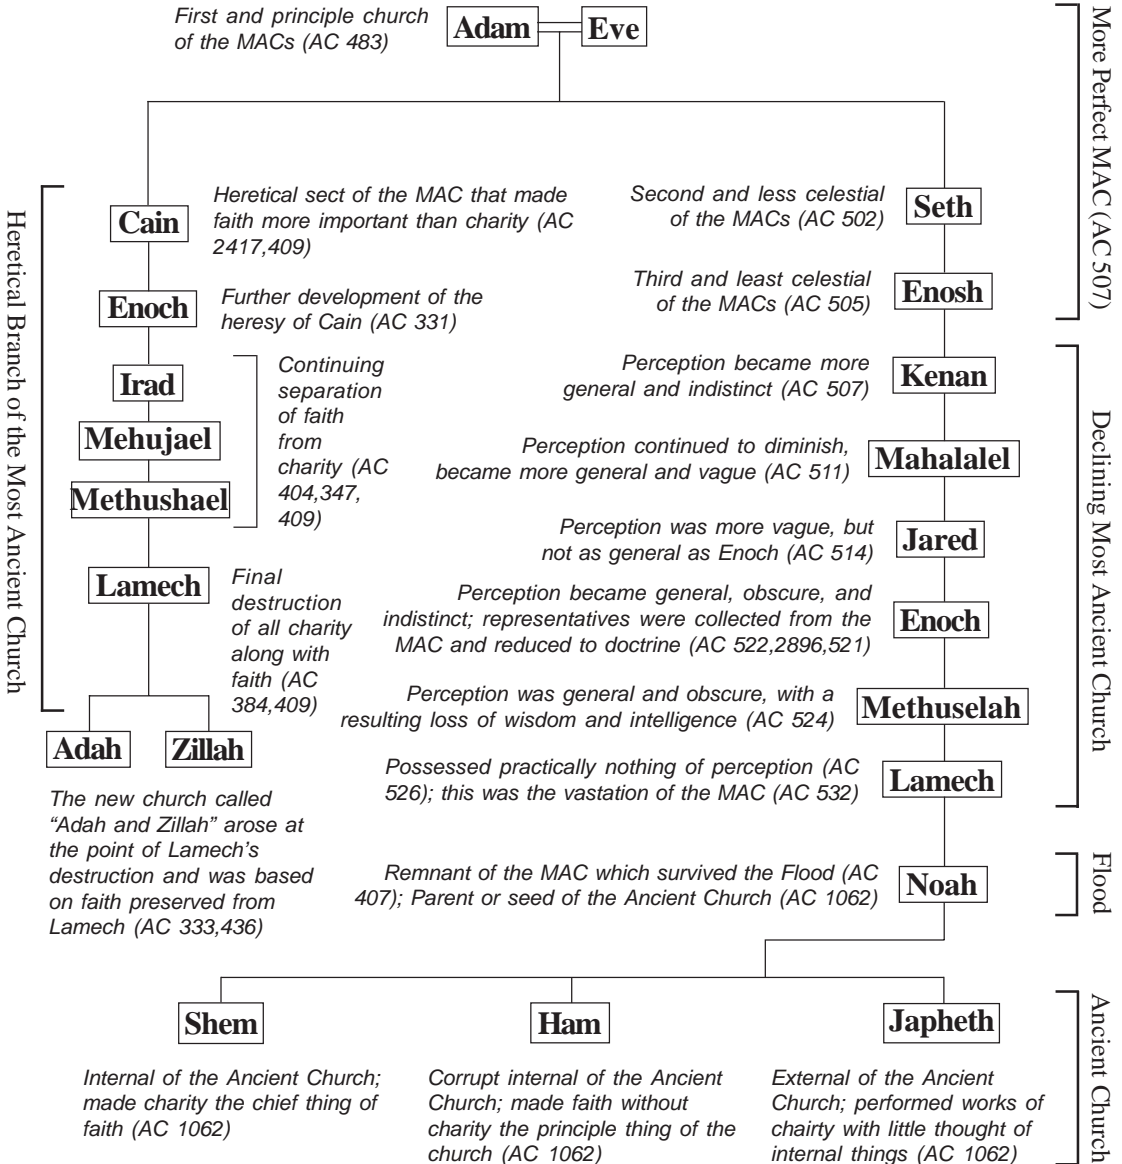 First and principle church
of the MACs (AC 483)
Adam
Eve
More Perfect MAC (AC 507)
Heretical Branch of the Most Ancient Church
Cain
Heretical sect of the MAC that made
faith more important than charity (AC
2417,409)
Second and less celestial
of the MACs (AC 502)
Seth
Enoch
Further development of the
heresy of Cain (AC 331)
Third and least celestial
of the MACs (AC 505)
Enosh
Irad
Mehujael
Methushael
Continuing
separation
of faith
from
charity (AC
404,347,
409)
Perception became more
general and indistinct (AC 507)
Kenan
Declining Most Ancient Church
Perception continued to diminish,
became more general and vague (AC 511)
Mahalalel
Perception was more vague, but
not as general as Enoch (AC 514)
Jared
Lamech
Final
destruction
of all charity
along with
faith (AC
384,409)
Perception became general, obscure, and
indistinct; representatives were collected from the
MAC and reduced to doctrine (AC 522,2896,521)
Enoch
Perception was general and obscure, with a
resulting loss of wisdom and intelligence (AC 524)
Methuselah
Adah
Zillah
The new church called
“Adah and Zillah” arose at
the point of Lamech’s
destruction and was based
on faith preserved from
Lamech (AC 333,436)
Possessed practically nothing of perception (AC
526); this was the vastation of the MAC (AC 532)
Lamech
Remnant of the MAC which survived the Flood (AC
407); Parent or seed of the Ancient Church (AC 1062)
Noah
Flood
Shem
Ham
Japheth
Ancient Church
Internal of the Ancient Church;
made charity the chief thing of
faith (AC 1062)
Corrupt internal of the Ancient
Church; made faith without
charity the principle thing of the
church (AC 1062)
External of the Ancient
Church; performed works of
chairty with little thought of
internal things (AC 1062)